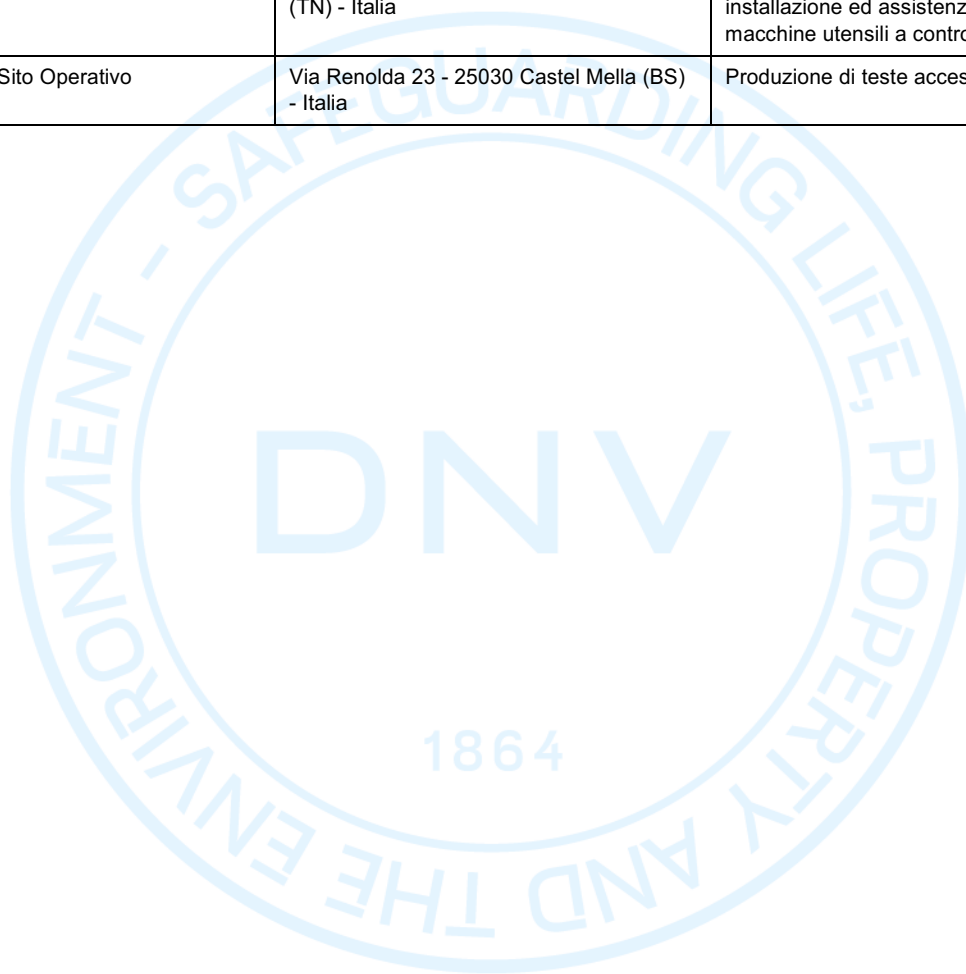 (TN) - Italia
installazione ed assistenz
macchine utensili a contro
Sito Operativo
Via Renolda 23 - 25030 Castel Mella (BS)
- Italia
Produzione di teste acces
SAFEGUARDING LIFE, PROPERTY AND THE ENVIRONMENT -
DNV
1864